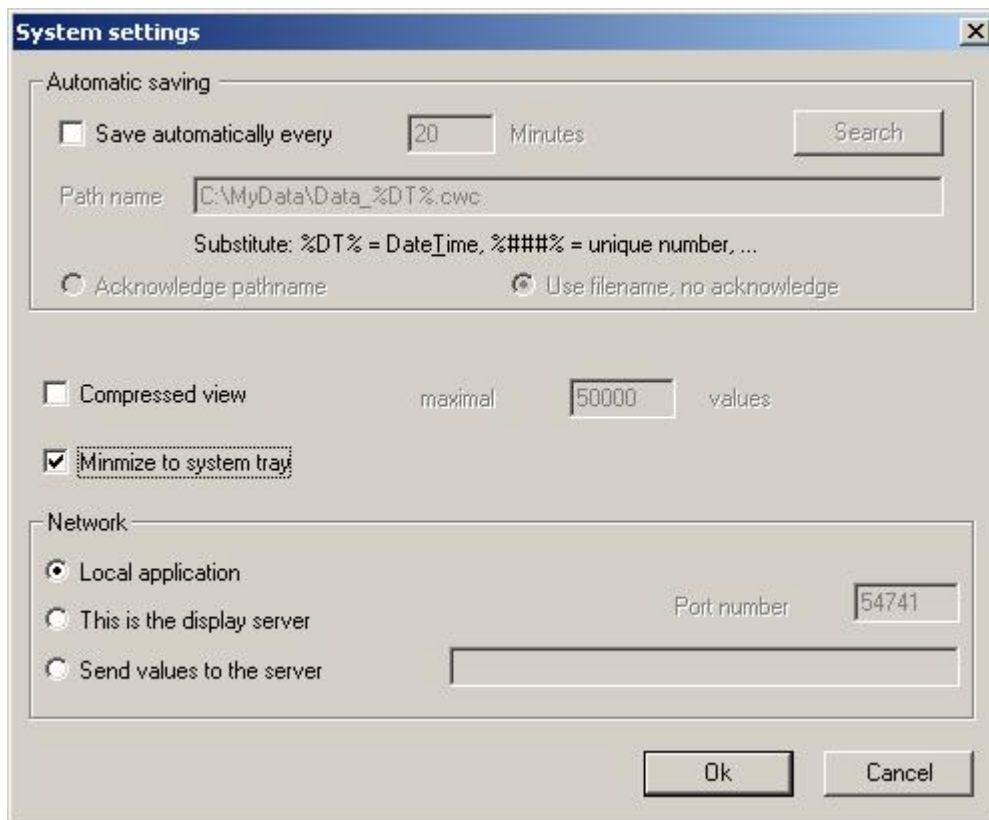 System settings
Automatic saving
Save automatically every 20 Minutes Search
Path name C:\MyData\Data_%DT%.cwc
Substitute: %DT% = DateTime, %###% = unique number, ...
Acknowledge pathname Use filename, no acknowledge
Compressed view maximal 50000 values
Minmize to system tray
Network
Local application
Port number 54741
This is the display server
Send values to the server
Ok Cancel